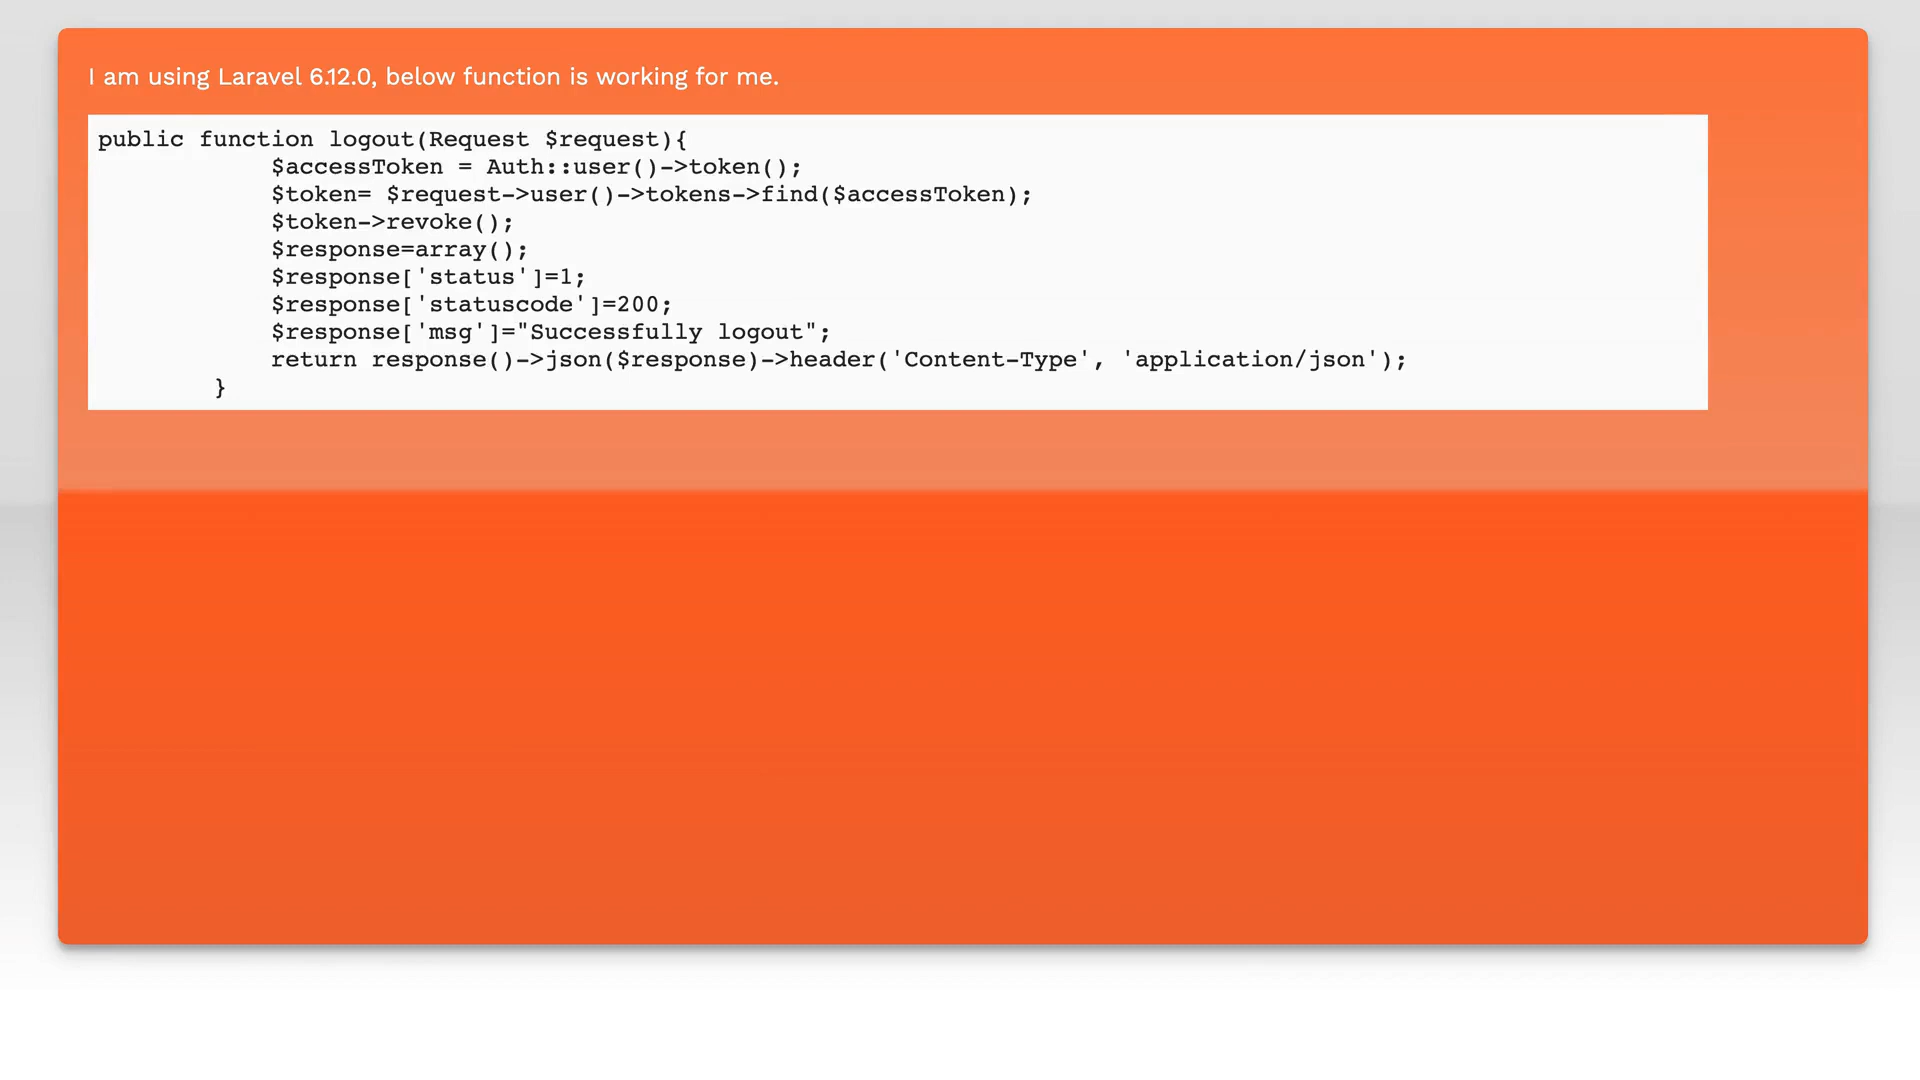 I am using Laravel 6.12.0, below function is working for me.
public function logout(Request $request){
            $accessToken = Auth::user()->token();
            $token= $request->user()->tokens->find($accessToken);
            $token->revoke();
            $response=array();
            $response['status']=1;
            $response['statuscode']=200;
            $response['msg']="Successfully logout";
            return response()->json($response)->header('Content-Type', 'application/json');
        }